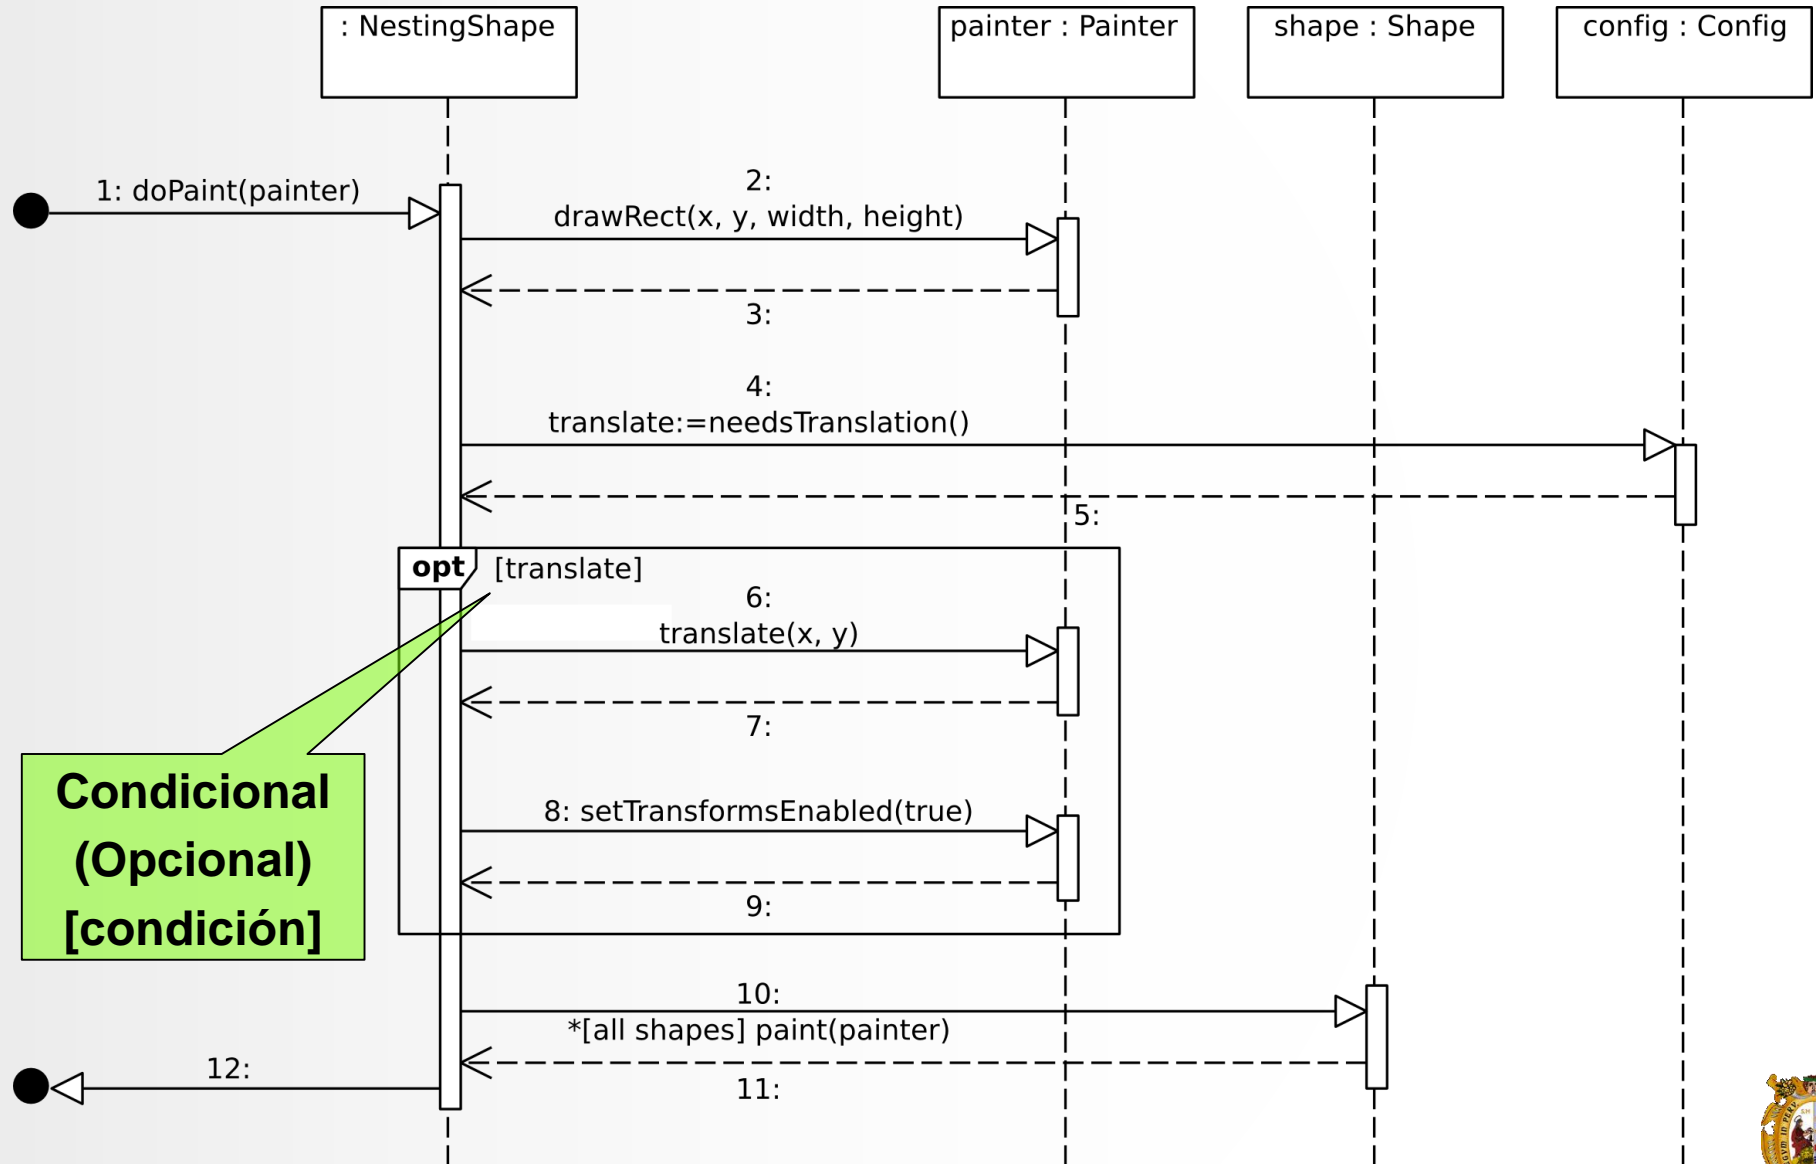 : NestingShape
painter : Painter
shape : Shape
config : Config
1: doPaint(painter)
2:
drawRect(x, y, width, height)
3:
4:
translate:=needsTranslation()
5:
opt
[translate]
6:
translate(x, y)
7:
Condicional
(Opcional)
[condición]
8: setTransformsEnabled(true)
9:
10:
*[all shapes] paint(painter)
11:
12: